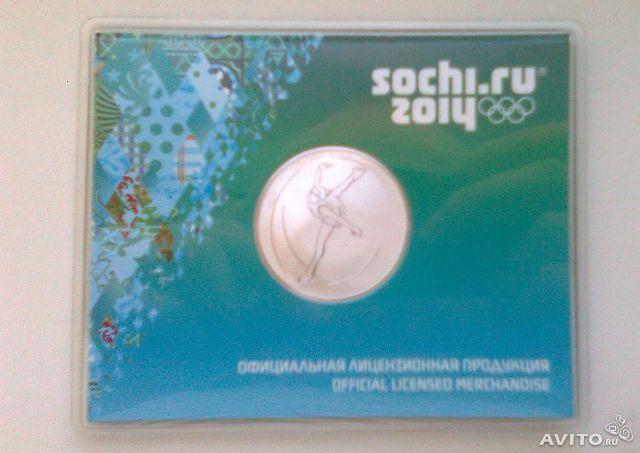 sochi.ru
2014
ОФИЦИАЛЬНАЯ ЛИЦЕНЗИОННАЯ ПРОДУКЦИЯ
OFFICIAL LICENSED MERCHANDISE
AVITO.ru